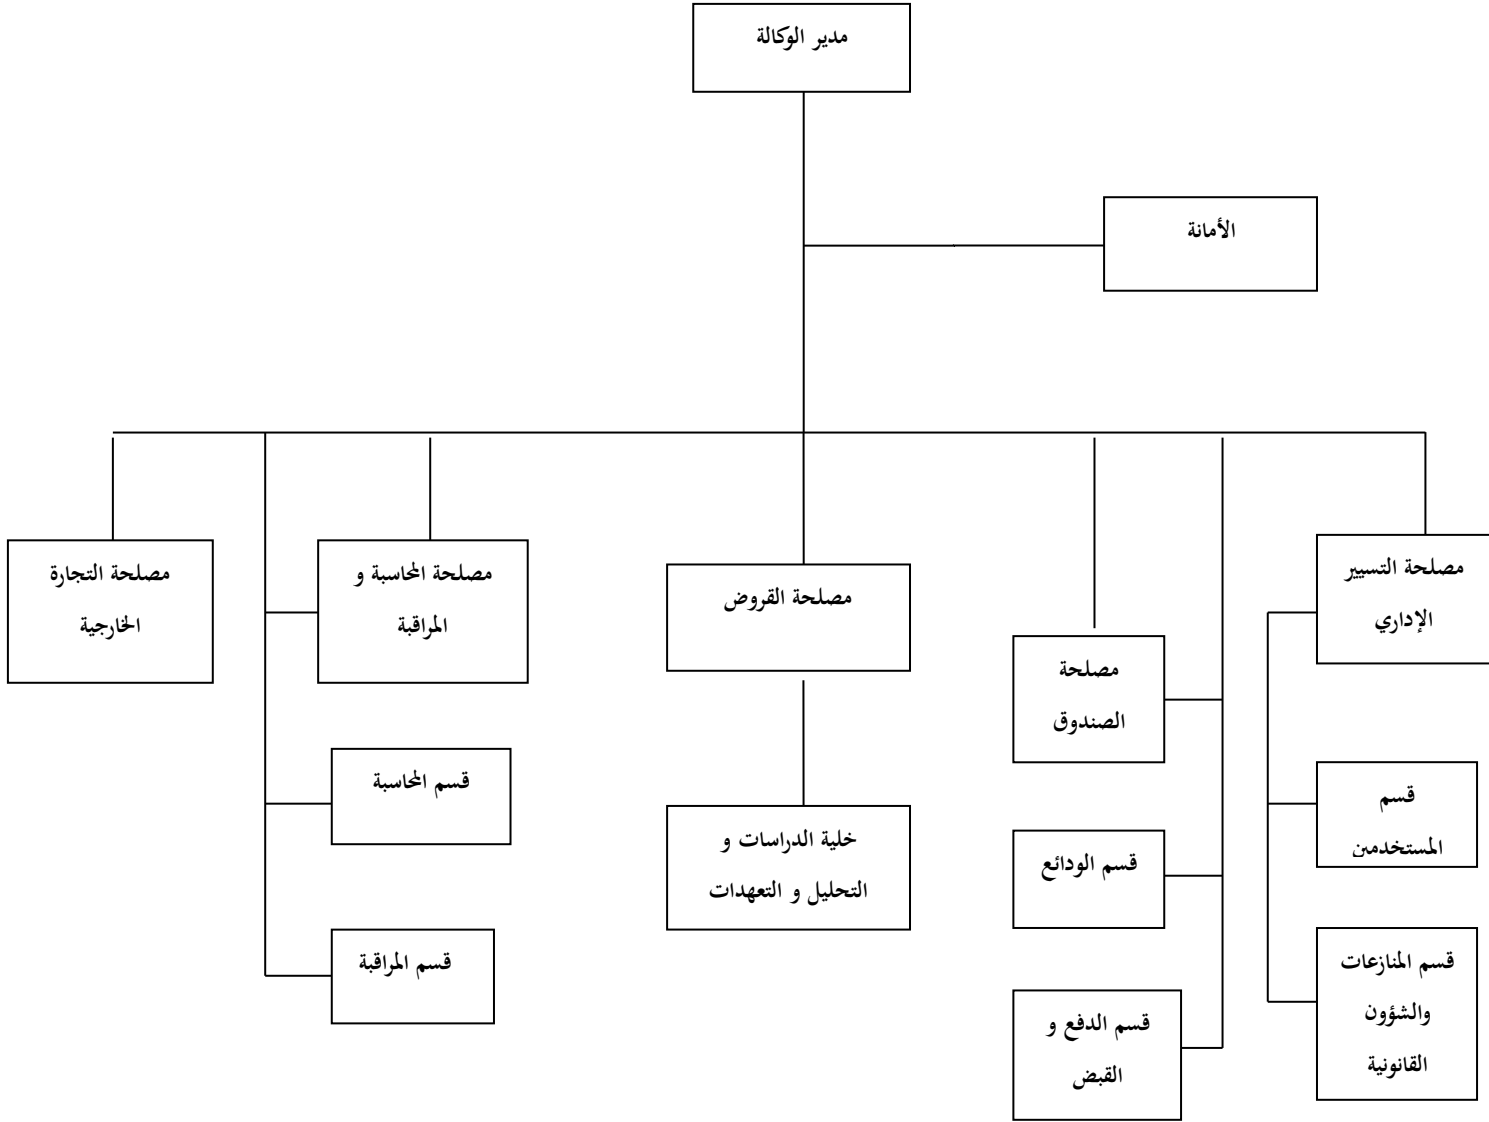 مدير الوكالة
الأمانة
مصلحة التسيير
الإداري
مصلحة القروض
مصلحة المحاسبة و
المراقبة
مصلحة التجارة
الخارجية
مصلحة
الصندوق
قسم
المستخدمين
قسم المحاسبة
خلية الدراسات و
التحليل و التعهدات
قسم الودائع
قسم المنازعات
والشؤون
القانونية
قسم المراقبة
قسم الدفع و
القبض